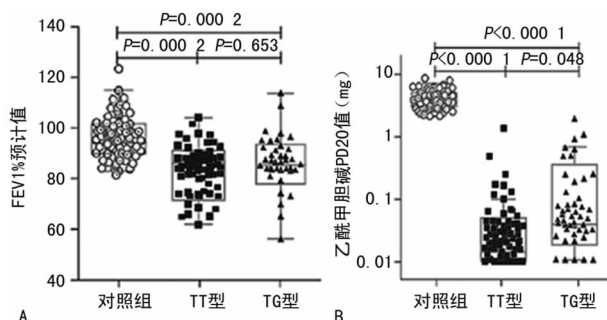 P=0.000 2
P=0.000 2 P=0.653
140
120
100
80
60
40
FEV1%预计值
对照组 TT型 TG型
A
P<0.000 1
P<0.000 1 P=0.048
10
1
0.1
0.01
乙酰甲胆碱PD20值(mg)
对照组 TT型 TG型
B